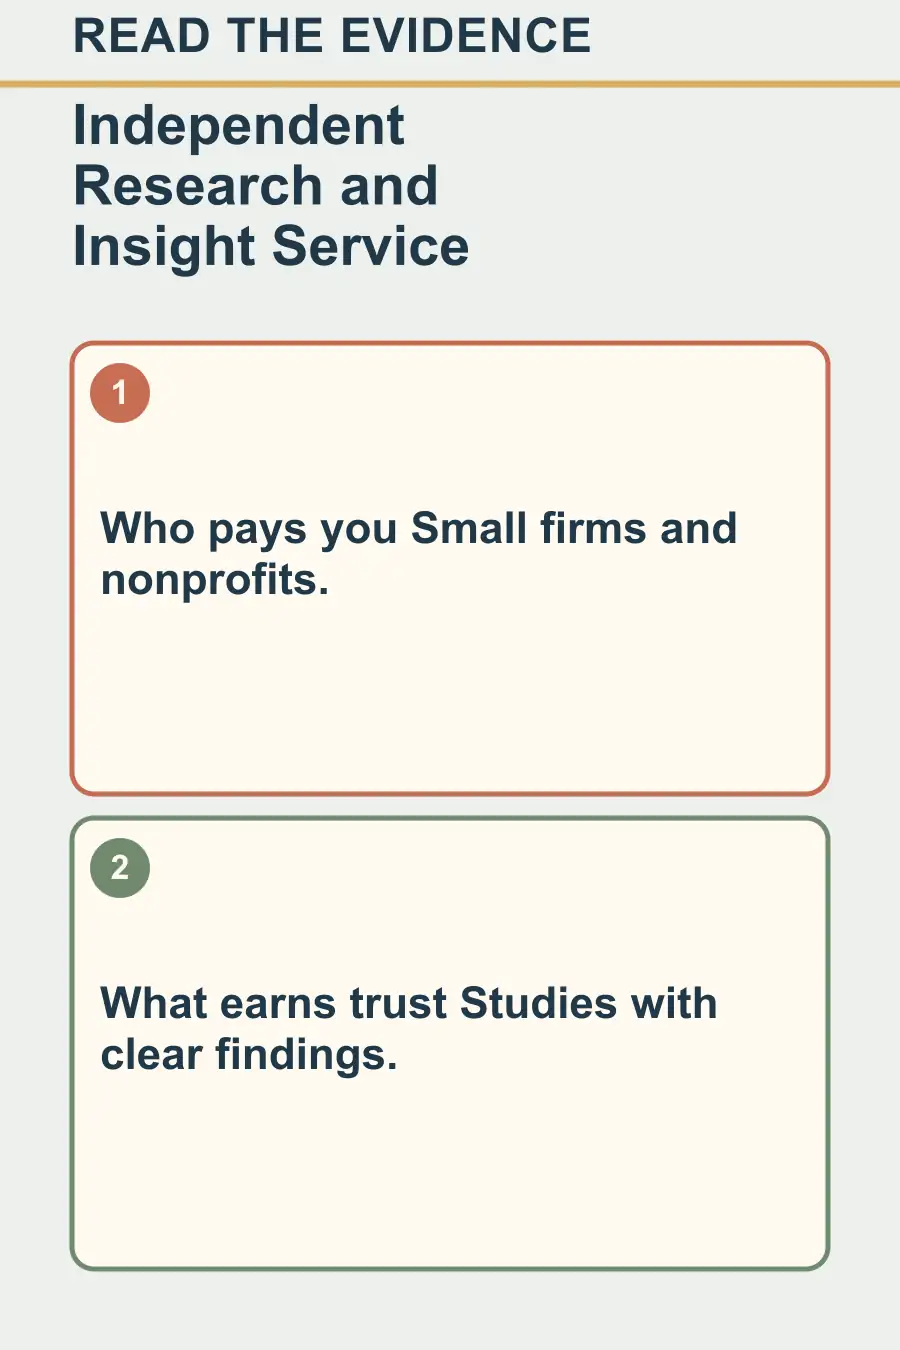 READ THE EVIDENCE
Independent
Research and
Insight Service
1
Who pays you Small firms and
nonprofits.
2
What earns trust Studies with
clear findings.